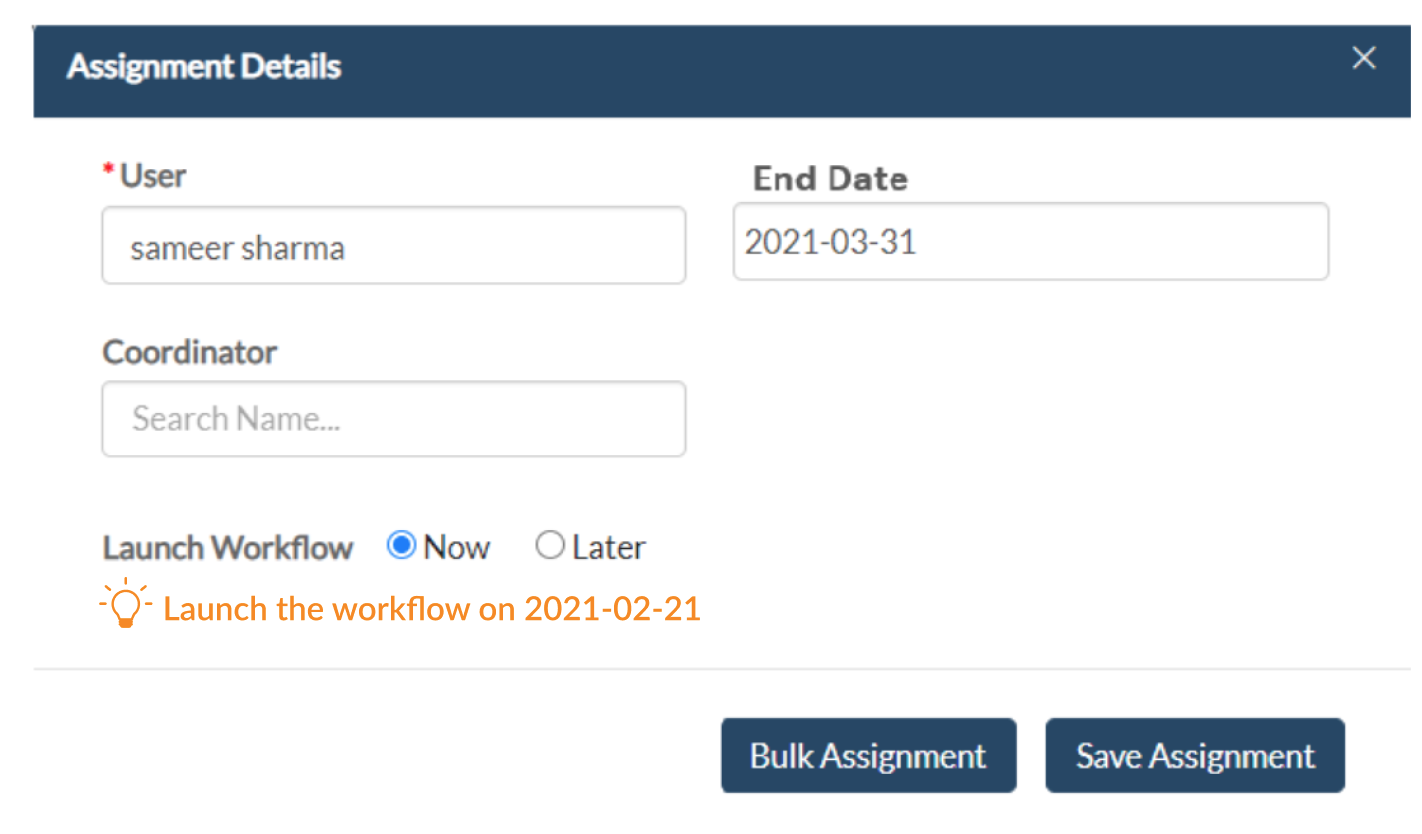 Assignment Details
* User
End Date
sameer sharma
2021-03-31
Coordinator
Search Name...
Launch Workflow Now Later
Launch the workflow on 2021-02-21
Bulk Assignment
Save Assignment